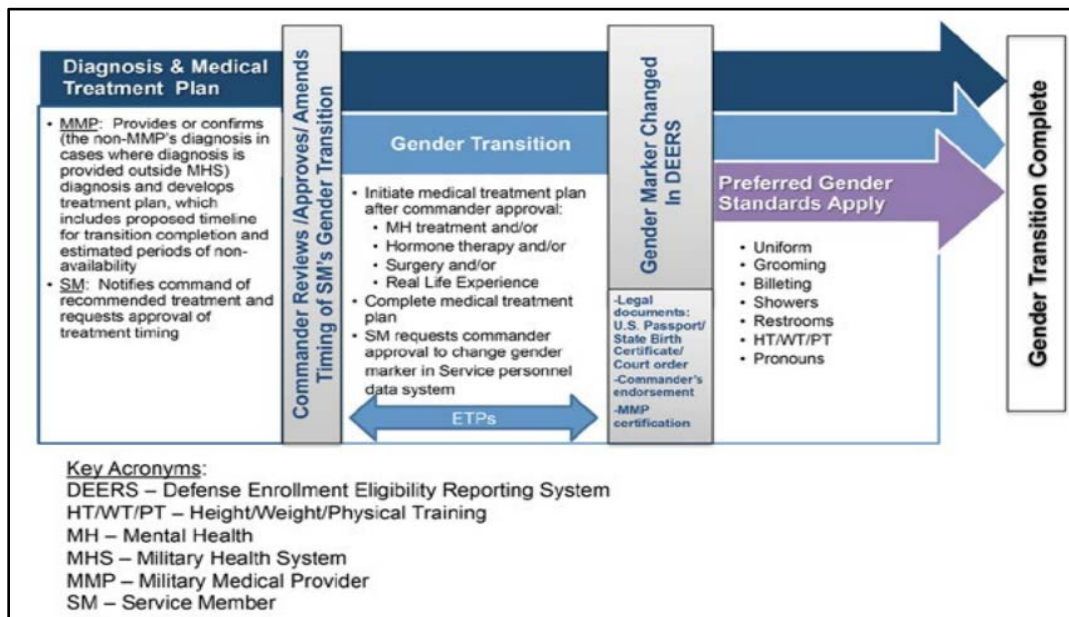 Diagnosis & Medical
Treatment Plan
• MMP: Provides or confirms
(the non-MMP's diagnosis in
cases where diagnosis is
provided outside MHS)
diagnosis and develops
treatment plan, which
includes proposed timeline
for transition completion and
estimated periods of non-
availability
• SM: Notifies command of
recommended treatment and
requests approval of
treatment timing
Commander Reviews /Approves/ Amends
Timing of SM's Gender Transition
Gender Transition
• Initiate medical treatment plan
after commander approval:
• MH treatment and/or
• Hormone therapy and/or
• Surgery and/or
• Real Life Experience
• Complete medical treatment
plan
• SM requests commander
approval to change gender
marker in Service personnel
data system
ETPs
Gender Marker Changed
In DEERS
-Legal
documents:
U.S. Passport/
State Birth
Certificate/
Court order
-Commander's
endorsement
-MMP
certification
Preferred Gender
Standards Apply
• Uniform
• Grooming
• Billeting
• Showers
• Restrooms
• HT/WT/PT
• Pronouns
Gender Transition Complete
Key Acronyms:
DEERS – Defense Enrollment Eligibility Reporting System
HT/WT/PT – Height/Weight/Physical Training
MH – Mental Health
MHS – Military Health System
MMP – Military Medical Provider
SM – Service Member